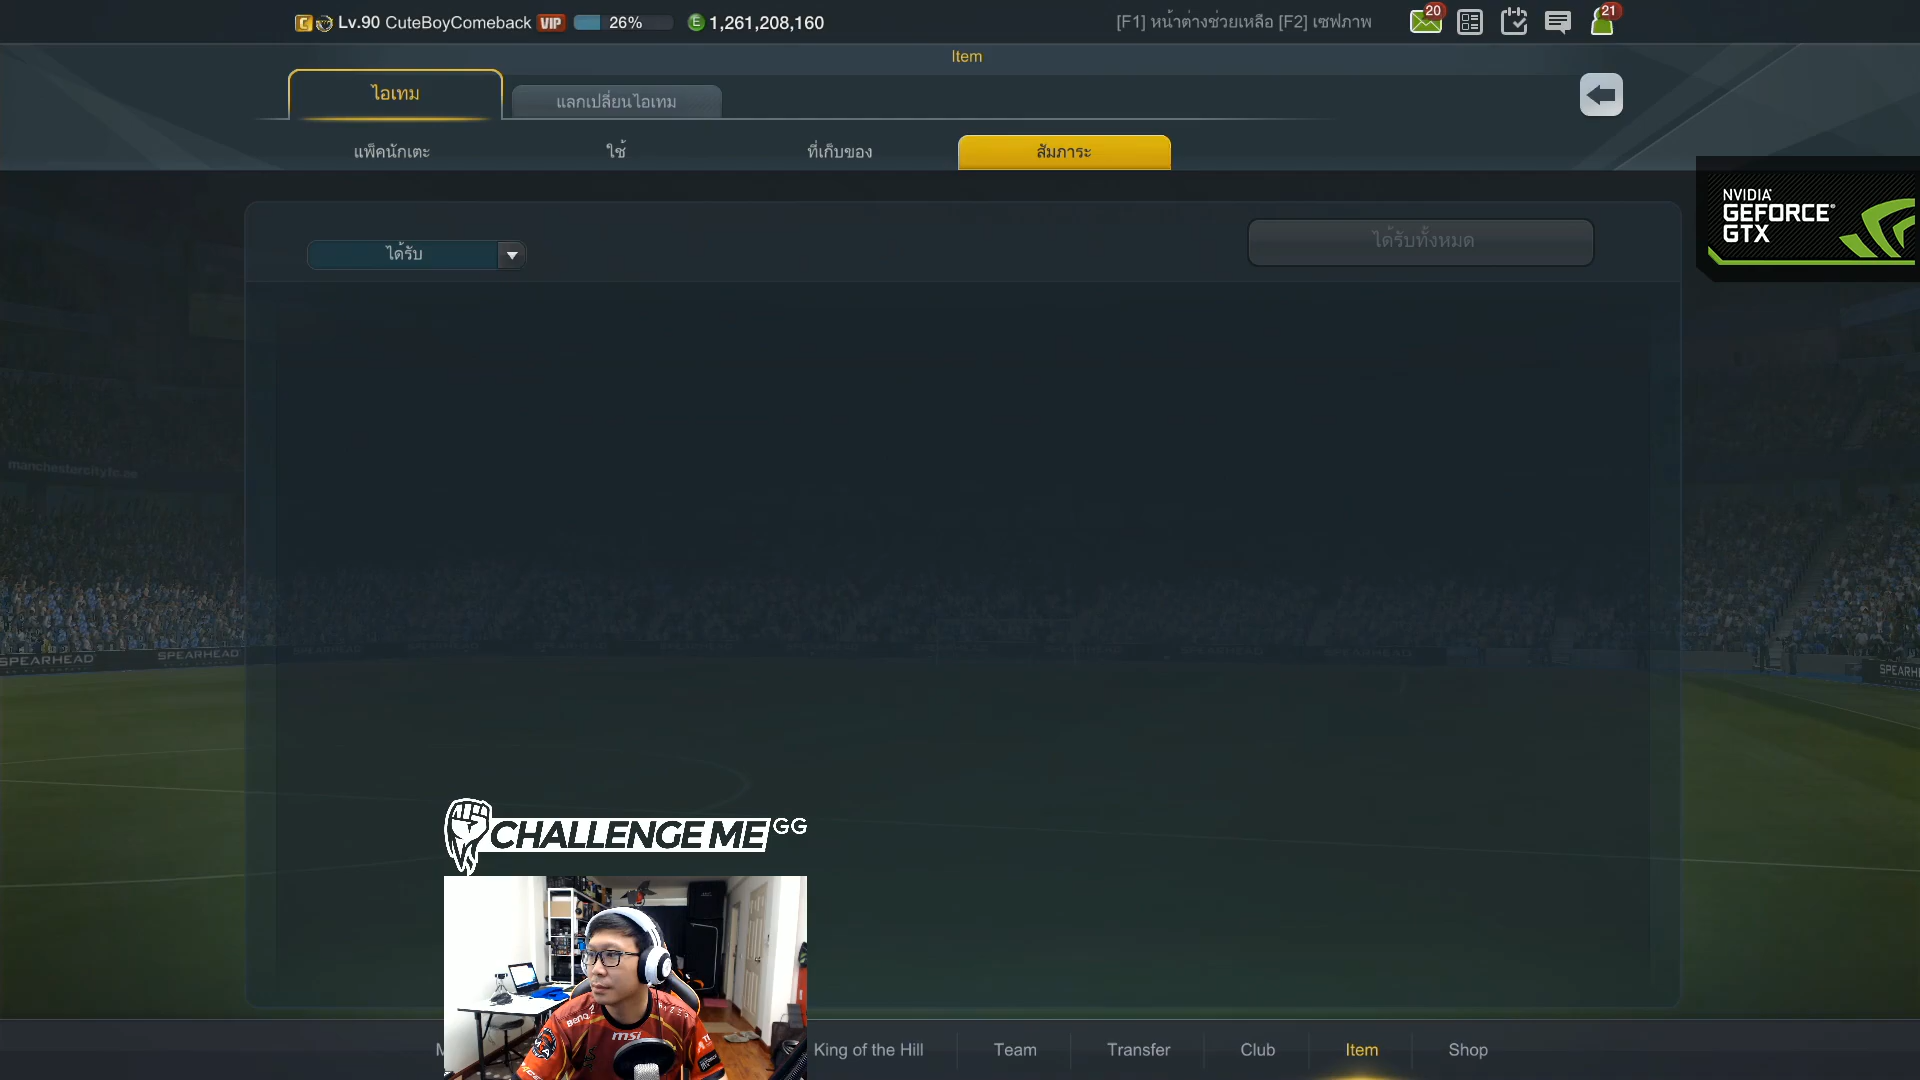 Lv.90 CuteBoyComeback VIP 26% E 1,261,208,160 [F1] หน้าต่างช่วยเหลือ [F2] เซฟภาพ 20 21
Item
ไอเทม แลกเปลี่ยนไอเทม
แพ็คนักเตะ ใช้ ที่เก็บของ สัมภาระ
NVIDIA
GEFORCE
GTX
ได้รับ ได้รับทั้งหมด
manchestercityfc.ae
SPEARHEAD SPEARHEAD
CHALLENGE ME GG
BenQ
msi
King of the Hill Team Transfer Club Item Shop